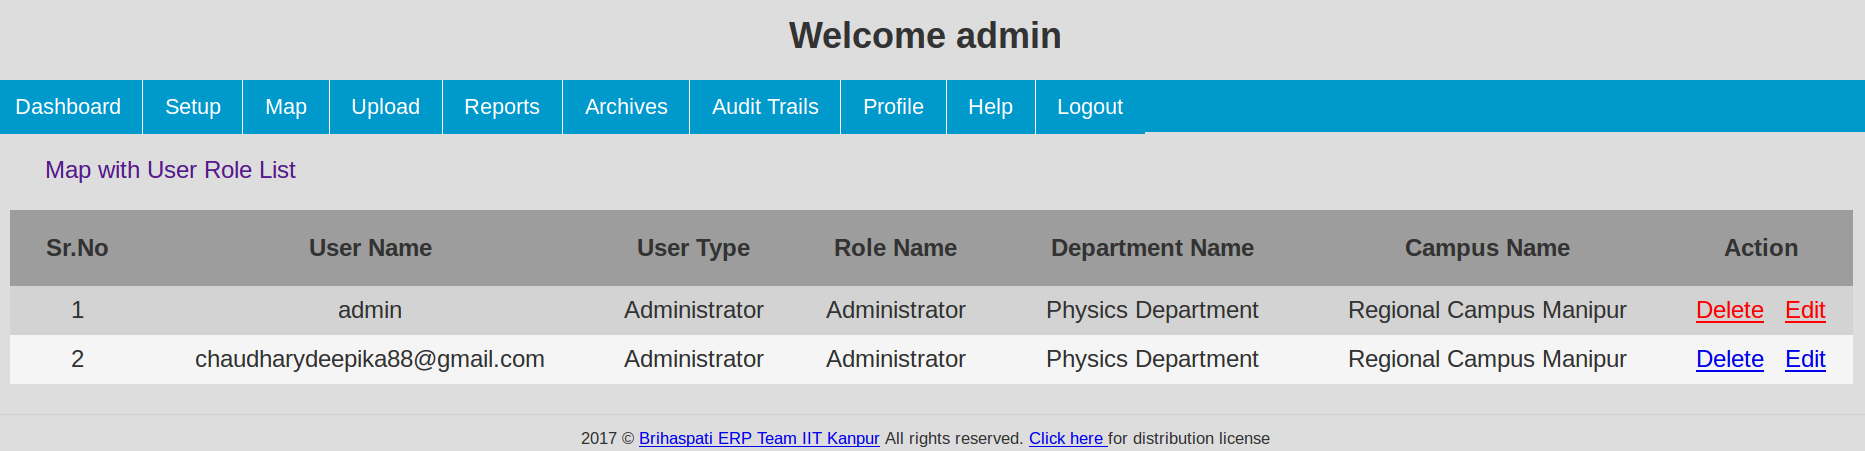 Welcome admin
Dashboard Setup Map Upload Reports Archives Audit Trails Profile Help Logout
Map with User Role List
Sr.No User Name User Type Role Name Department Name Campus Name Action
1 admin Administrator Administrator Physics Department Regional Campus Manipur Delete Edit
2 chaudharydeepika88@gmail.com Administrator Administrator Physics Department Regional Campus Manipur Delete Edit
2017 © Brihaspati ERP Team IIT Kanpur All rights reserved. Click here for distribution license